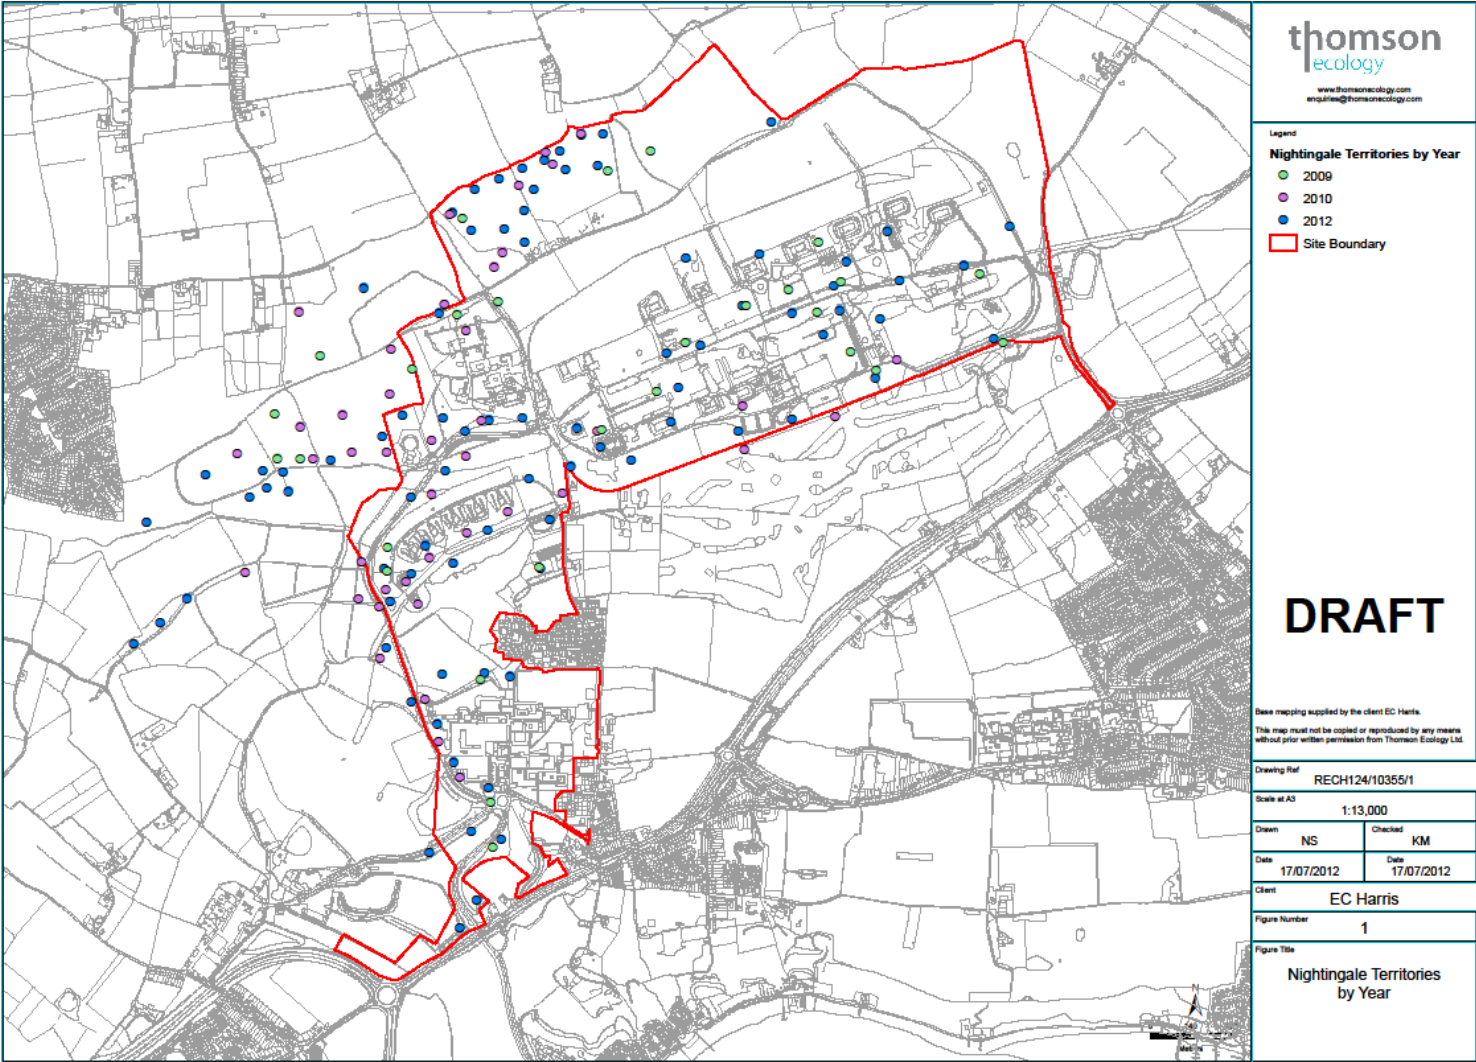 thomson
ecology
www.thomsonecology.com
enquiries@thomsonecology.com
Legend
Nightingale Territories by Year
2009
2010
2012
Site Boundary
DRAFT
Base mapping supplied by the client EC Harris.
This map must not be copied or reproduced by any means
without prior written permission from Thomson Ecology Ltd.
Drawing Ref
RECH124/10355/1
Scale at A3
1:13,000
Drawn
NS
Checked
KM
Date
17/07/2012
Date
17/07/2012
Client
EC Harris
Figure Number
1
Figure Title
Nightingale Territories
by Year
N